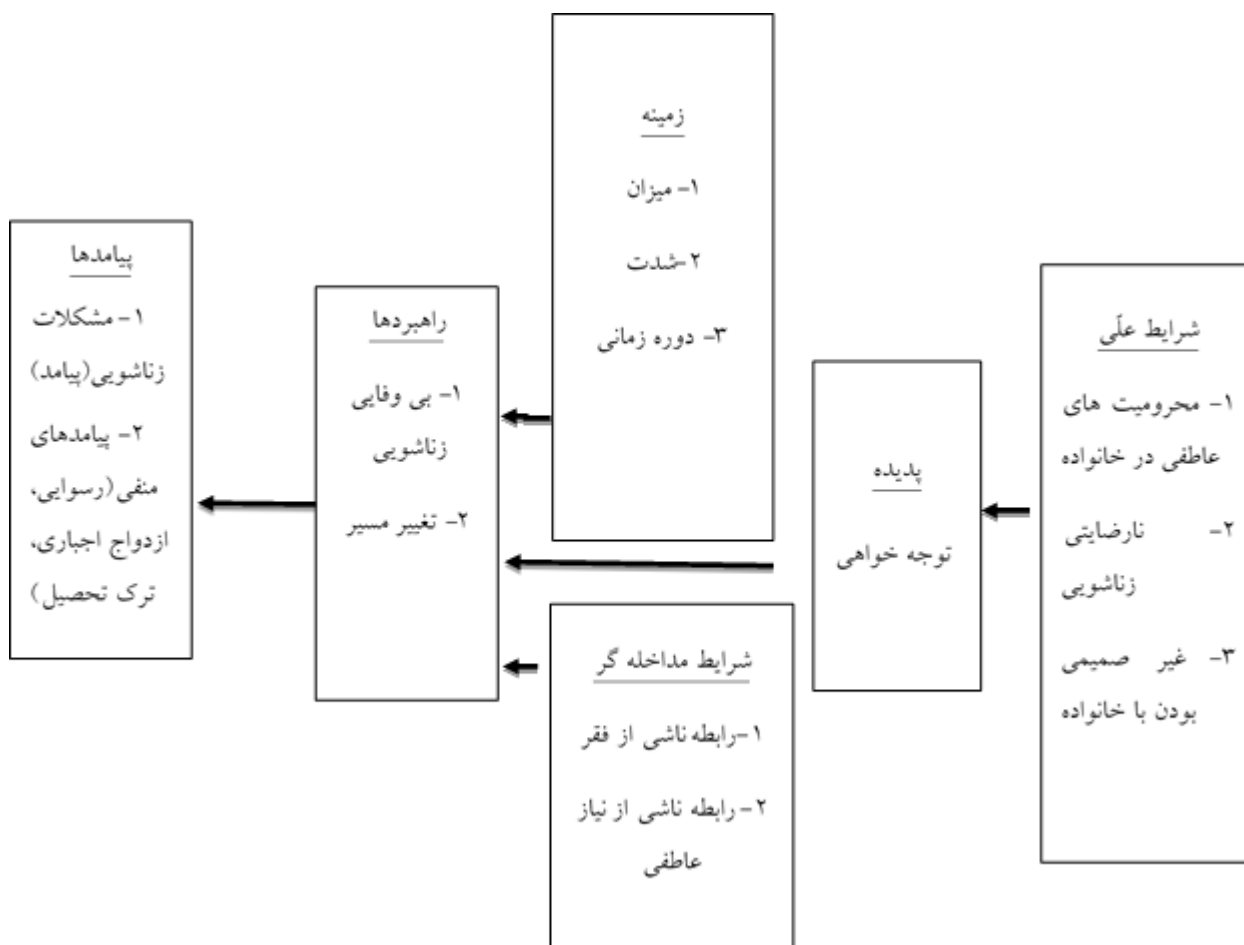 شرایط علّی
۱- محرومیت های
عاطفی در خانواده
۲- نارضایتی
زناشویی
۳- غیر صمیمی
بودن با خانواده
پدیده
توجه خواهی
زمینه
۱- میزان
۲-شدت
۳- دوره زمانی
شرایط مداخله گر
۱-رابطه ناشی از فقر
۲- رابطه ناشی از نیاز
عاطفی
راهبردها
۱- بی وفایی
زناشویی
۲- تغییر مسیر
پیامدها
۱- مشکلات
زناشویی(پیامد)
۲- پیامدهای
منفی(رسوایی،
ازدواج اجباری،
ترک تحصیل)